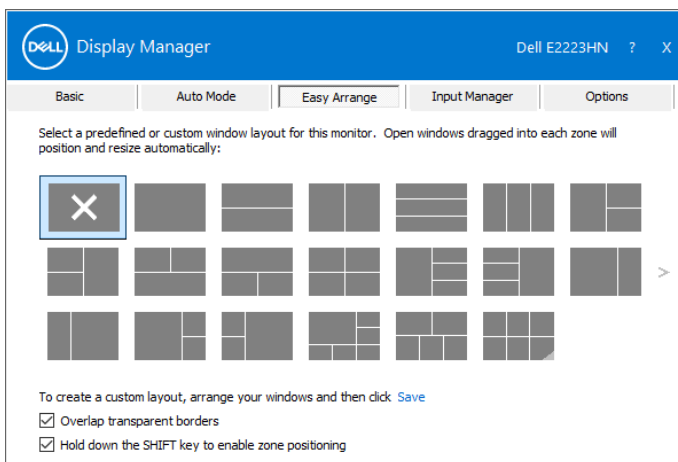 DELL Display Manager Dell E2223HN ? X
Basic Auto Mode Easy Arrange Input Manager Options
Select a predefined or custom window layout for this monitor. Open windows dragged into each zone will
position and resize automatically:
>
To create a custom layout, arrange your windows and then click Save
Overlap transparent borders
Hold down the SHIFT key to enable zone positioning